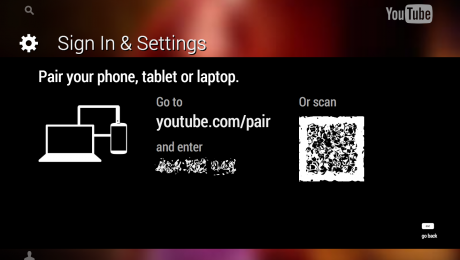 YouTube
Sign In & Settings
Pair your phone, tablet or laptop.
Go to
youtube.com/pair
and enter
Or scan
go back